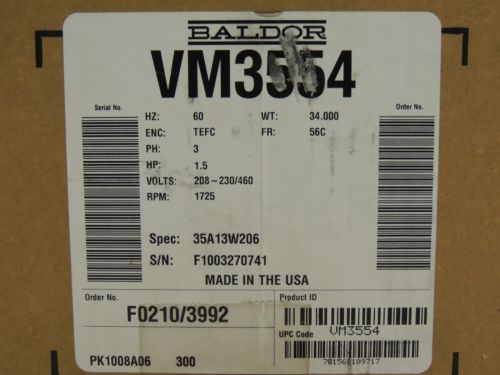 BALDOR
VM3554
Serial No.
Order No.
HZ: 60 WT: 34.000
ENC: TEFC FR: 56C
PH: 3
HP: 1.5
VOLTS: 208-230/460
RPM: 1725
Spec: 35A13W206
S/N: F1003270741
MADE IN THE USA
Order No.
F0210/3992
Product ID
VM3554
UPC Code
781568109717
PK1008A06 300